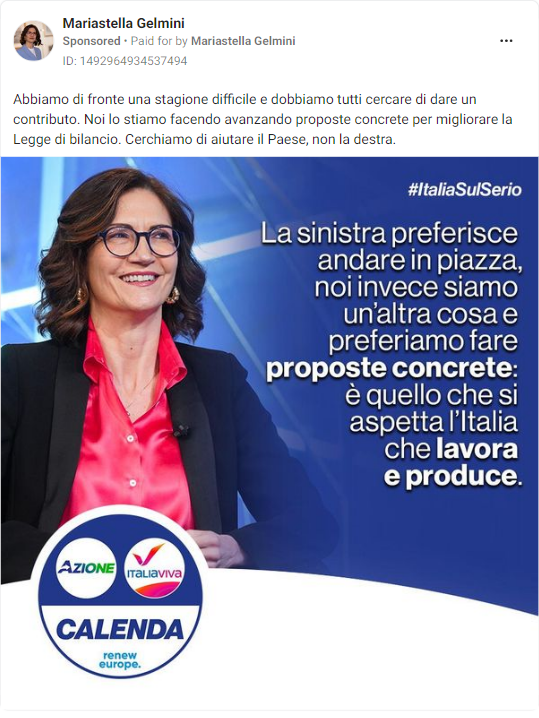 Mariastella Gelmini
Sponsored • Paid for by Mariastella Gelmini
ID: 1492964934537494
Abbiamo di fronte una stagione difficile e dobbiamo tutti cercare di dare un
contributo. Noi lo stiamo facendo avanzando proposte concrete per migliorare la
Legge di bilancio. Cerchiamo di aiutare il Paese, non la destra.
#ItaliaSulSerio
La sinistra preferisce
andare in piazza,
noi invece siamo
un'altra cosa e
preferiamo fare
proposte concrete:
è quello che si
aspetta l'Italia
che lavora
e produce.
AZIONE
ITALIAVIVA
CALENDA
renew
europe.